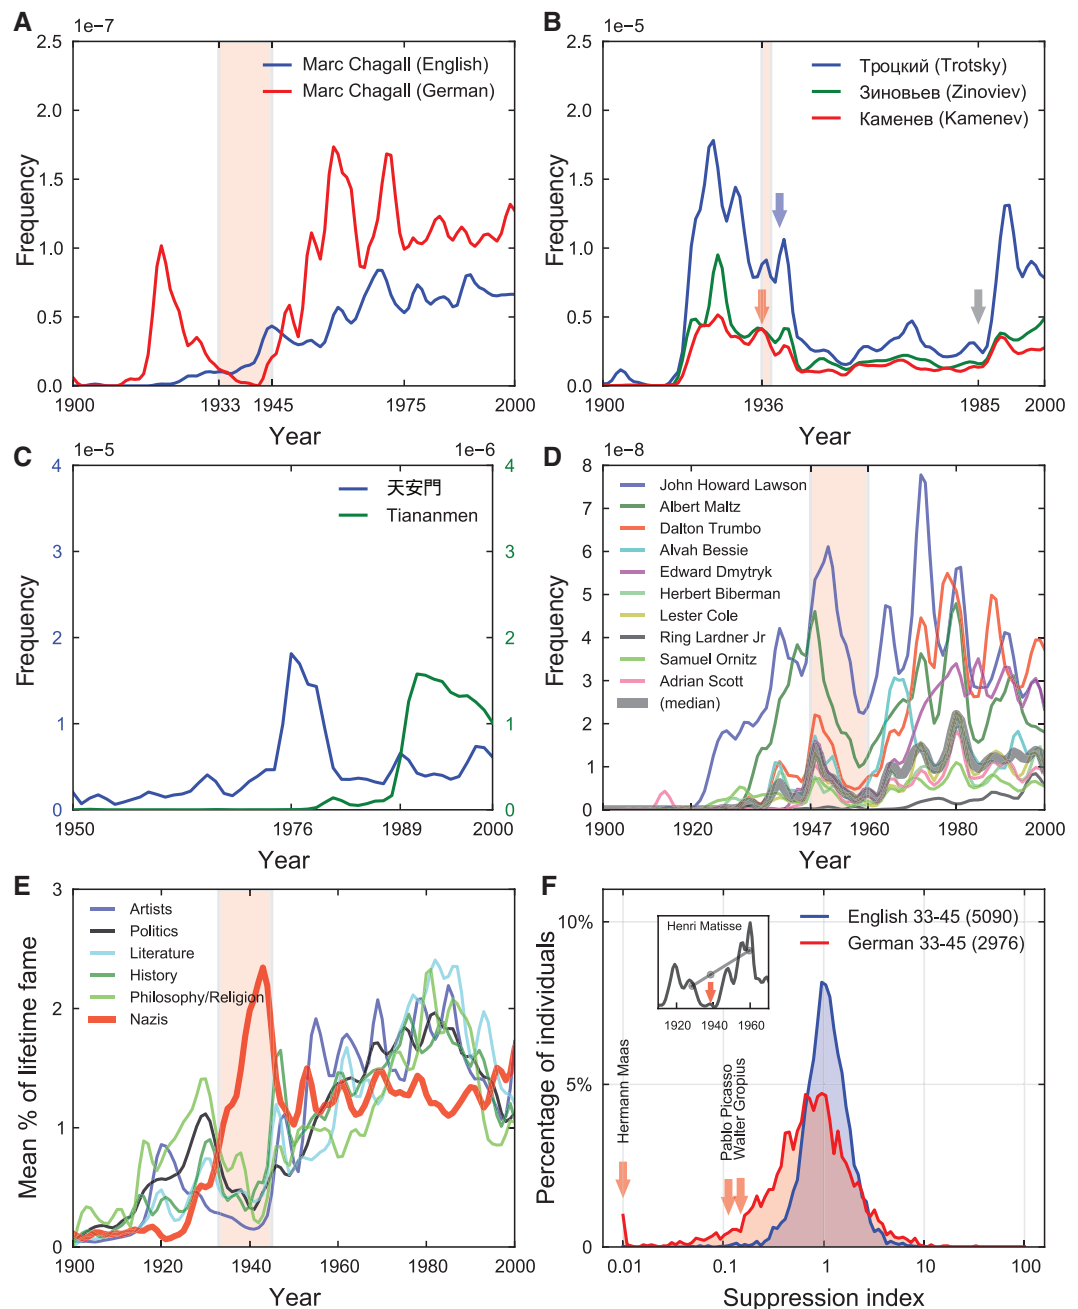 A
1e−7
2.5
2.0
1.5
1.0
0.5
0.0
Frequency
Marc Chagall (English)
Marc Chagall (German)
1900
1933
1945
1975
2000
Year
B
1e−5
2.5
2.0
1.5
1.0
0.5
0.0
Frequency
Троцкий (Trotsky)
Зиновьев (Zinoviev)
Каменев (Kamenev)
1900
1936
1985
2000
Year
C
1e−5
1e−6
4
3
2
1
0
Frequency
天安門
Tiananmen
4
3
2
1
0
1950
1976
1989
2000
Year
D
1e−8
8
7
6
5
4
3
2
1
0
Frequency
John Howard Lawson
Albert Maltz
Dalton Trumbo
Alvah Bessie
Edward Dmytryk
Herbert Biberman
Lester Cole
Ring Lardner Jr
Samuel Ornitz
Adrian Scott
(median)
1900
1920
1947
1960
1980
2000
Year
E
3
2
1
0
Mean % of lifetime fame
Artists
Politics
Literature
History
Philosophy/Religion
Nazis
1900
1920
1940
1960
1980
2000
Year
F
10%
5%
0
Percentage of individuals
Henri Matisse
1920
1940
1960
English 33-45 (5090)
German 33-45 (2976)
Hermann Maas
Pablo Picasso
Walter Gropius
0.01
0.1
1
10
100
Suppression index